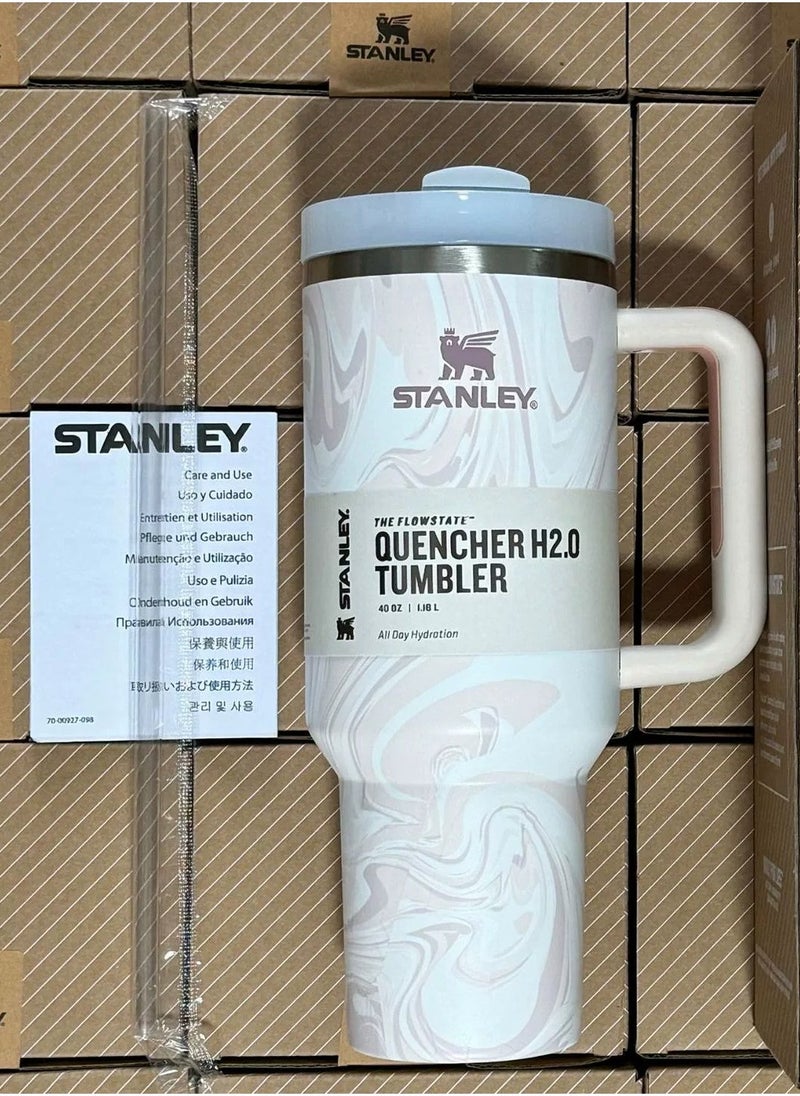 STANLEY.
STANLEY®
THE FLOWSTATE™
QUENCHER H2.0
TUMBLER
40 OZ | 1.18 L
All Day Hydration
STANLEY.
STANLEY®
Care and Use
Uso y Cuidado
Entretien et Utilisation
Pflege und Gebrauch
Manutenção e Utilização
Uso e Pulizia
Onderhoud en Gebruik
Правила Использования
保養與使用
保养和使用
取り扱いおよび使用方法
관리 및 사용
70-00927-098